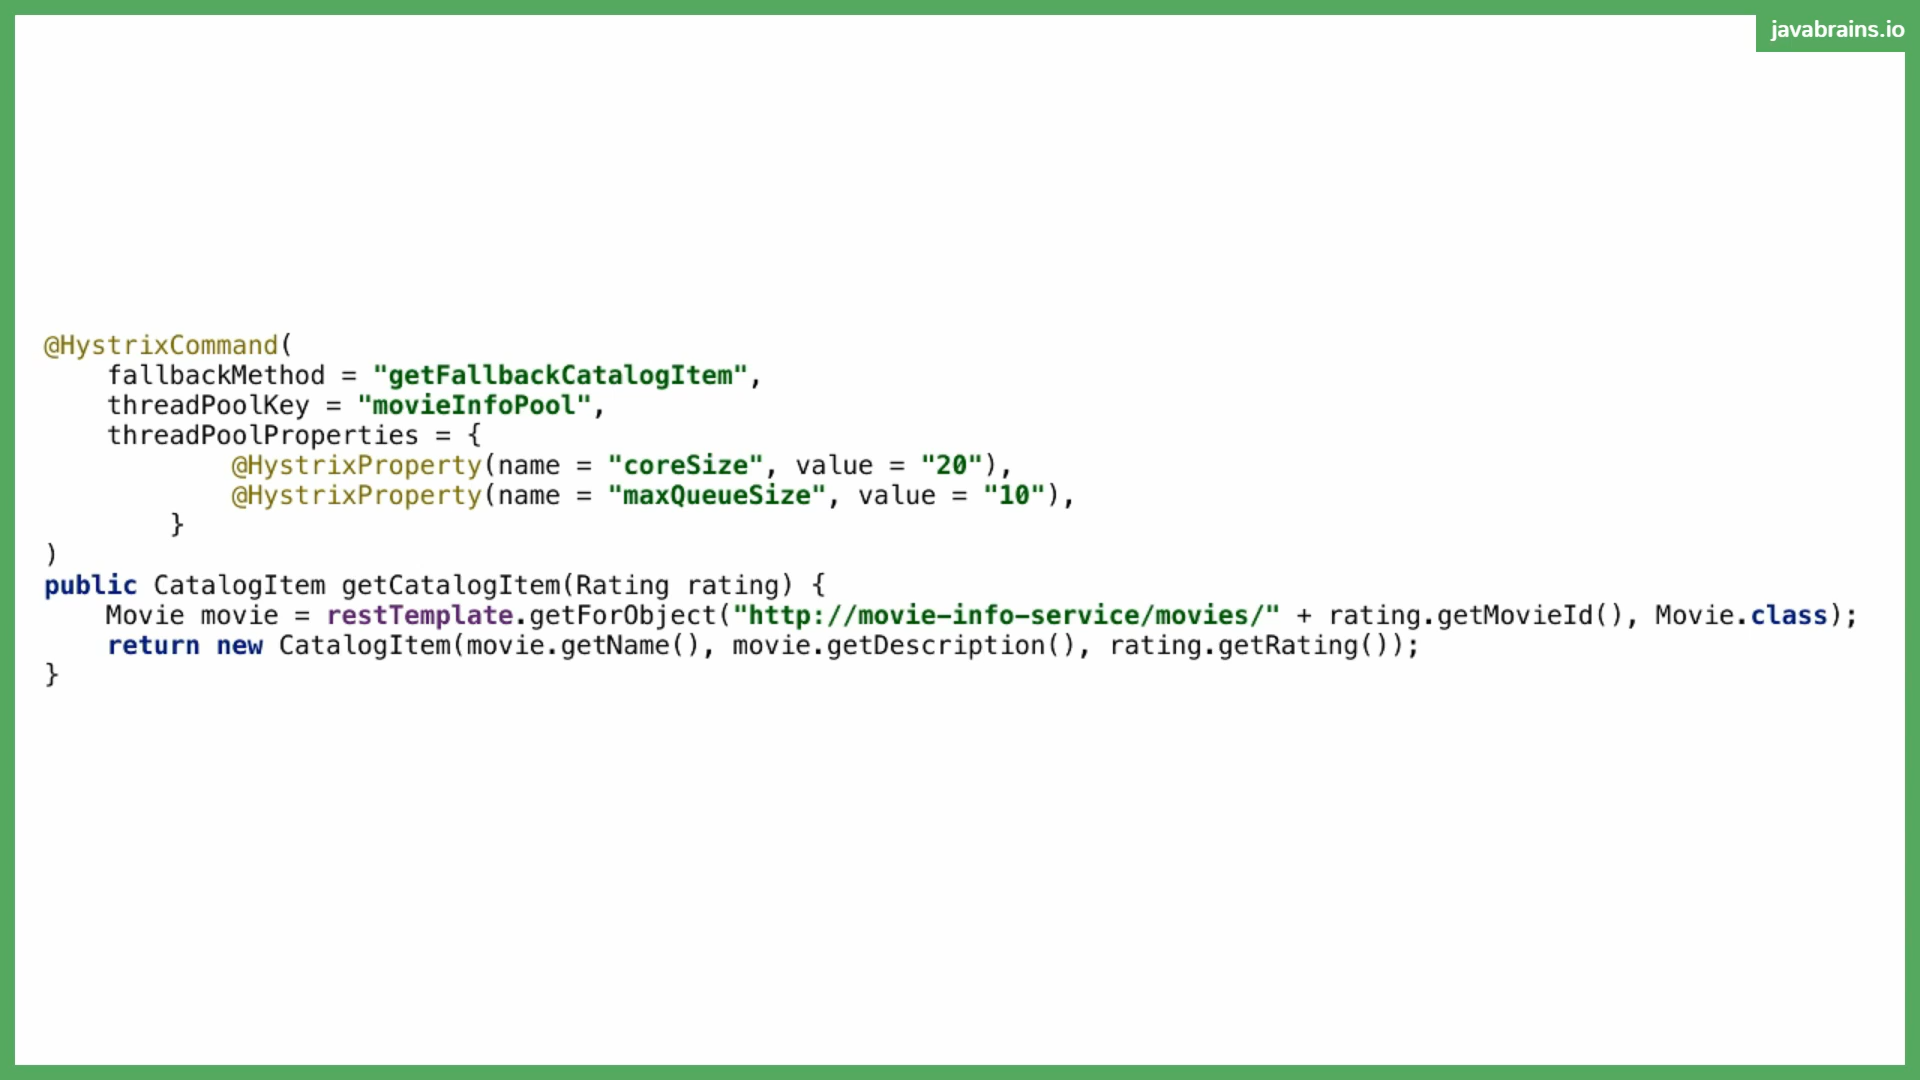 javabrains.io
@HystrixCommand(
    fallbackMethod = "getFallbackCatalogItem",
    threadPoolKey = "movieInfoPool",
    threadPoolProperties = {
            @HystrixProperty(name = "coreSize", value = "20"),
            @HystrixProperty(name = "maxQueueSize", value = "10"),
        }
)
public CatalogItem getCatalogItem(Rating rating) {
    Movie movie = restTemplate.getForObject("http://movie-info-service/movies/" + rating.getMovieId(), Movie.class);
    return new CatalogItem(movie.getName(), movie.getDescription(), rating.getRating());
}